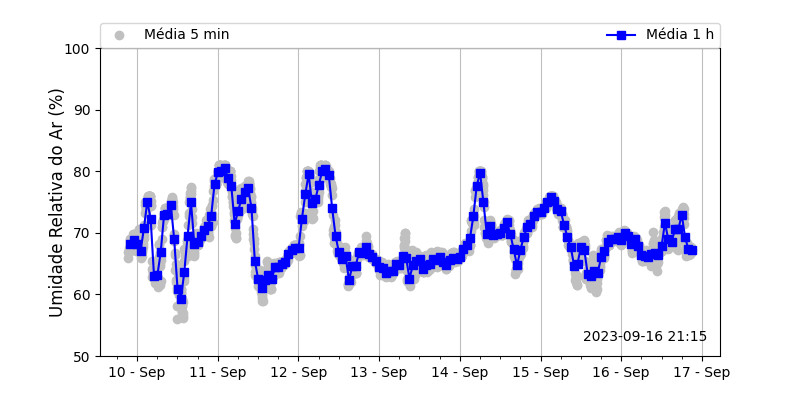 Média 5 min
Média 1 h
Umidade Relativa do Ar (%)
100
90
80
70
60
50
2023-09-16 21:15
10 - Sep
11 - Sep
12 - Sep
13 - Sep
14 - Sep
15 - Sep
16 - Sep
17 - Sep